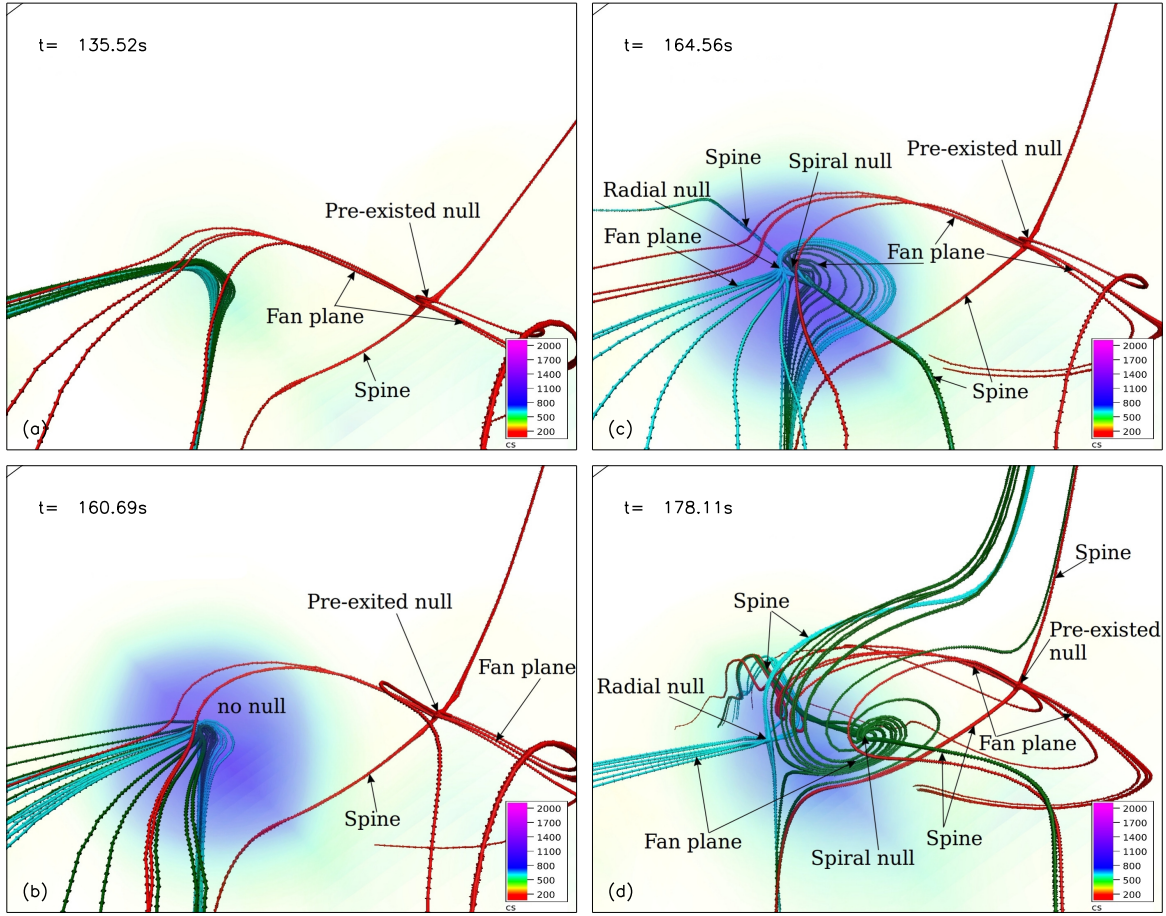 t= 135.52s
Pre-existed null
Fan plane
Spine
(a)
2000
1700
1400
1100
800
500
200
cs
t= 164.56s
Spine
Spiral null
Pre-existed null
Radial null
Fan plane
Fan plane
Spine
(c)
2000
1700
1400
1100
800
500
200
cs
t= 160.69s
Pre-exited null
Fan plane
no null
Spine
(b)
2000
1700
1400
1100
800
500
200
cs
t= 178.11s
Spine
Spine
Pre-existed
null
Radial null
Fan plane
Fan plane
Spine
Spiral null
(d)
2000
1700
1400
1100
800
500
200
cs